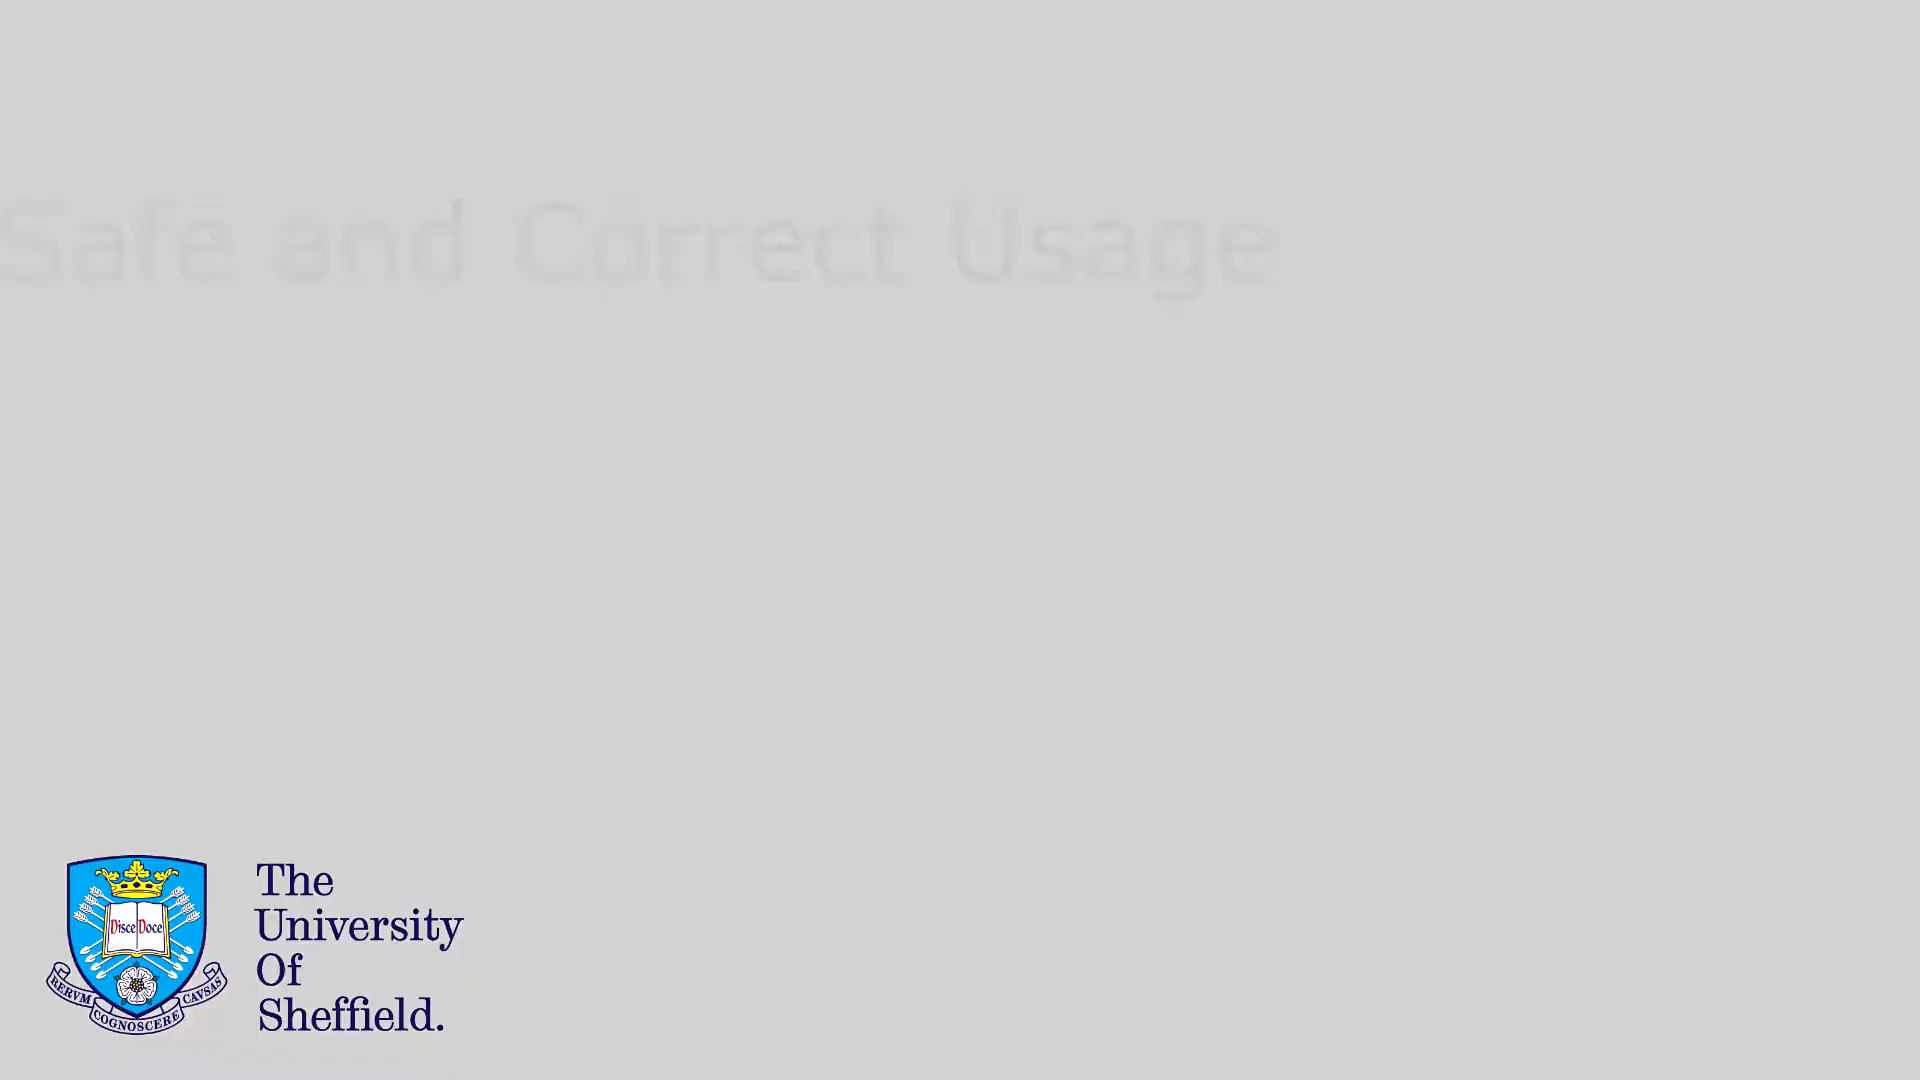 Safe and Correct Usage
The
University
Of
Sheffield.
Disce Doce
RERVM COGNOSCERE CAVSAS